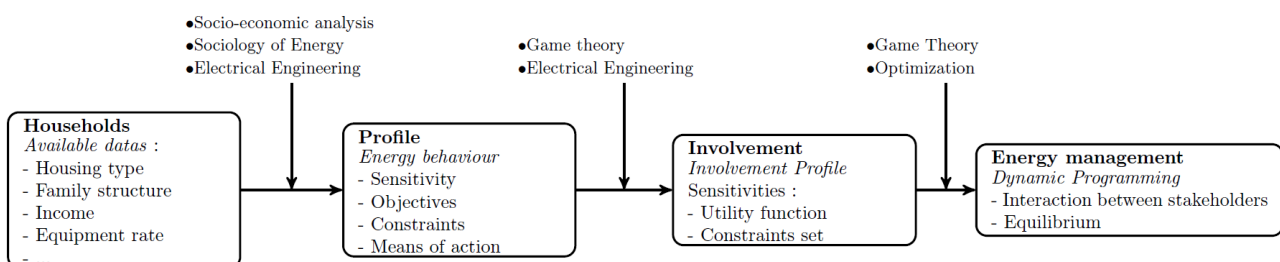 •Socio-economic analysis
•Sociology of Energy
•Electrical Engineering
•Game theory
•Electrical Engineering
•Game Theory
•Optimization
Households
Available datas :
- Housing type
- Family structure
- Income
- Equipment rate
- ...
Profile
Energy behaviour
- Sensitivity
- Objectives
- Constraints
- Means of action
Involvement
Involvement Profile
Sensitivities :
- Utility function
- Constraints set
Energy management
Dynamic Programming
- Interaction between stakeholders
- Equilibrium